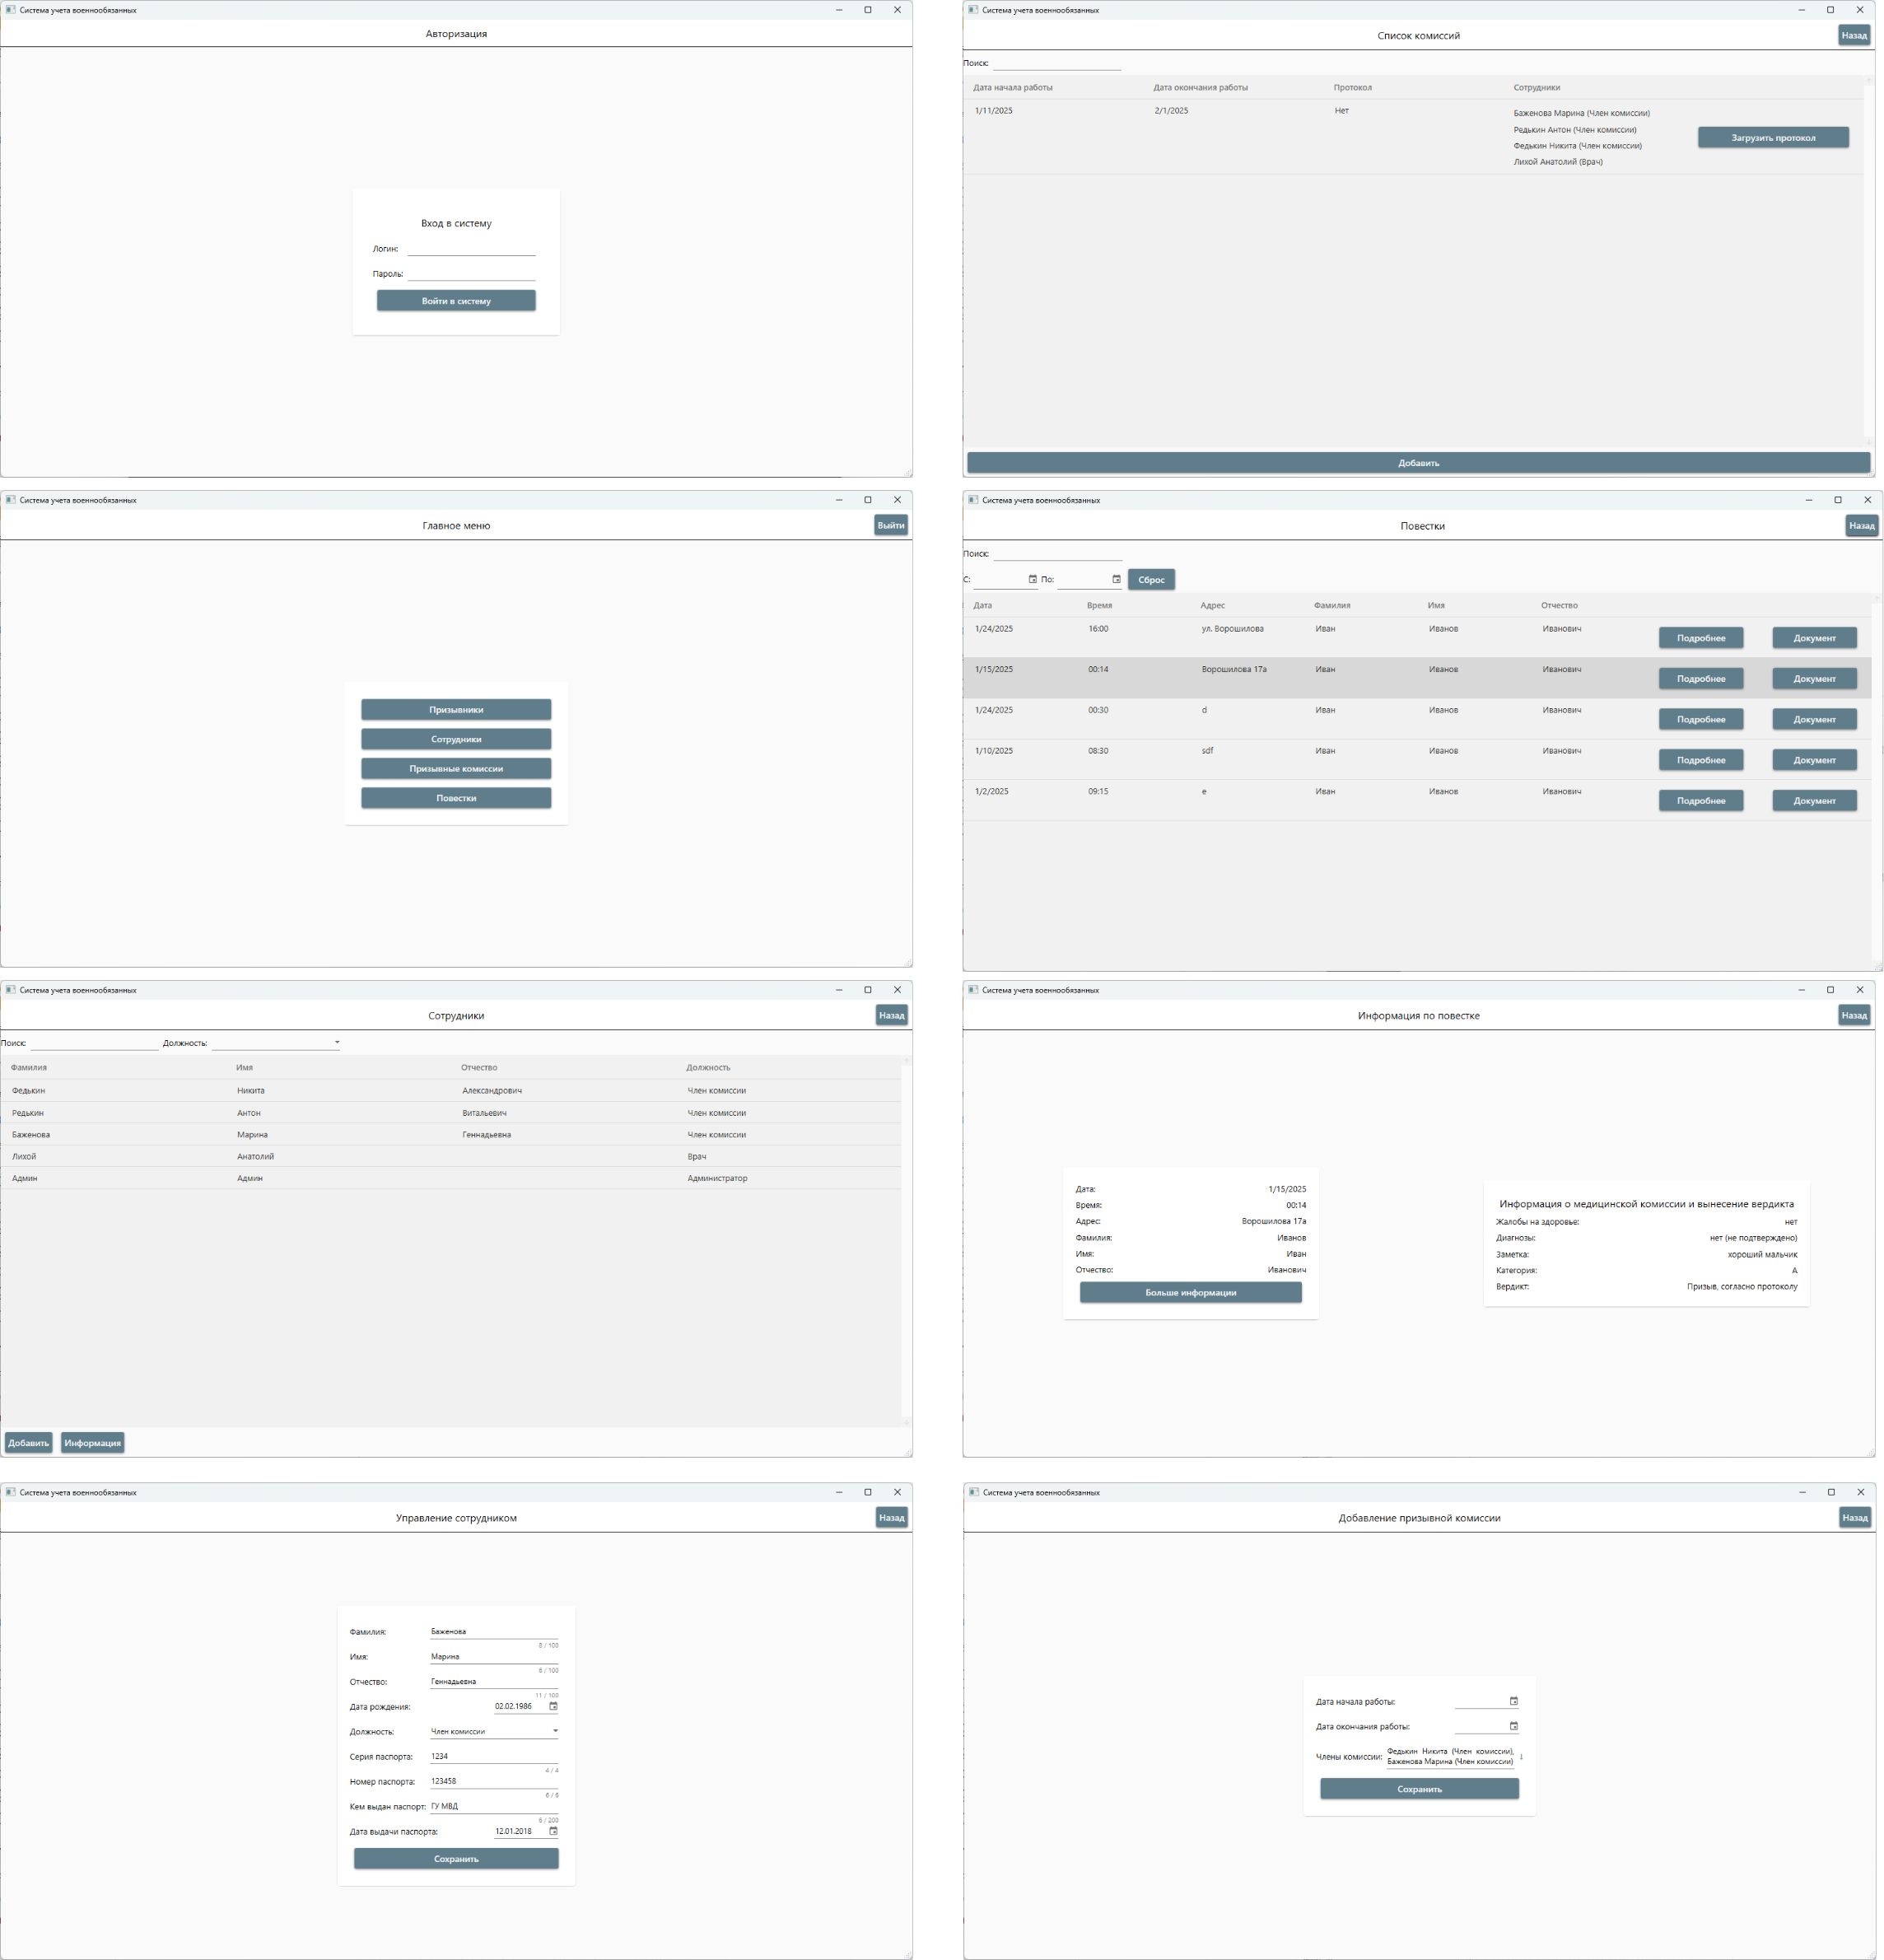 Система учета военнообязанных
Авторизация
Вход в систему
Логин:
Пароль:
Войти в систему
Система учета военнообязанных
Список комиссий
Назад
Поиск:
Дата начала работы Дата окончания работы Протокол Сотрудники
1/11/2025 2/1/2025 Нет Баженова Марина (Член комиссии)
Редькин Антон (Член комиссии)
Федькин Никита (Член комиссии)
Лихой Анатолий (Врач)
Загрузить протокол
Добавить
Система учета военнообязанных
Главное меню
Выйти
Призывники
Сотрудники
Призывные комиссии
Повестки
Система учета военнообязанных
Повестки
Назад
Поиск:
С: По: Сброс
Дата Время Адрес Фамилия Имя Отчество
1/24/2025 16:00 ул. Ворошилова Иван Иванов Иванович Подробнее Документ
1/15/2025 00:14 Ворошилова 17а Иван Иванов Иванович Подробнее Документ
1/24/2025 00:30 d Иван Иванов Иванович Подробнее Документ
1/10/2025 08:30 sdf Иван Иванов Иванович Подробнее Документ
1/2/2025 09:15 e Иван Иванов Иванович Подробнее Документ
Система учета военнообязанных
Сотрудники
Назад
Поиск: Должность:
Фамилия Имя Отчество Должность
Федькин Никита Александрович Член комиссии
Редькин Антон Витальевич Член комиссии
Баженова Марина Геннадьевна Член комиссии
Лихой Анатолий Врач
Админ Админ Администратор
Добавить Информация
Система учета военнообязанных
Информация по повестке
Назад
Дата: 1/15/2025
Время: 00:14
Адрес: Ворошилова 17а
Фамилия: Иванов
Имя: Иван
Отчество: Иванович
Больше информации
Информация о медицинской комиссии и вынесение вердикта
Жалобы на здоровье: нет
Диагнозы: нет (не подтверждено)
Заметка: хороший мальчик
Категория: А
Вердикт: Призыв, согласно протоколу
Система учета военнообязанных
Управление сотрудником
Назад
Фамилия: Баженова
8 / 100
Имя: Марина
6 / 100
Отчество: Геннадьевна
11 / 100
Дата рождения: 02.02.1986
Должность: Член комиссии
Серия паспорта: 1234
4 / 4
Номер паспорта: 123458
6 / 6
Кем выдан паспорт: ГУ МВД
6 / 200
Дата выдачи паспорта: 12.01.2018
Сохранить
Система учета военнообязанных
Добавление призывной комиссии
Назад
Дата начала работы:
Дата окончания работы:
Члены комиссии: Федькин Никита (Член комиссии),
Баженова Марина (Член комиссии)
Сохранить